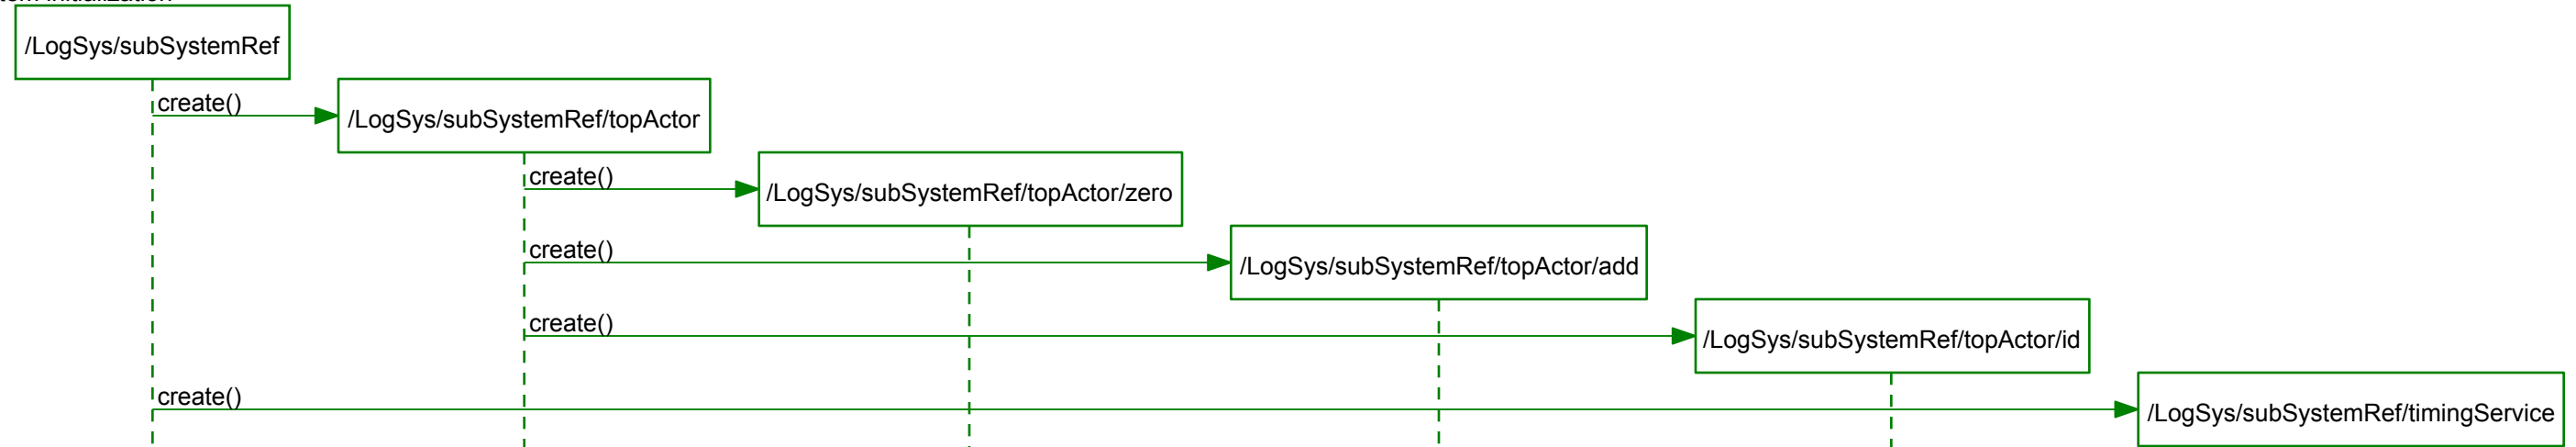 /LogSys/subSystemRef
create()
/LogSys/subSystemRef/topActor
create()
/LogSys/subSystemRef/topActor/zero
create()
/LogSys/subSystemRef/topActor/add
create()
/LogSys/subSystemRef/topActor/id
create()
/LogSys/subSystemRef/timingService